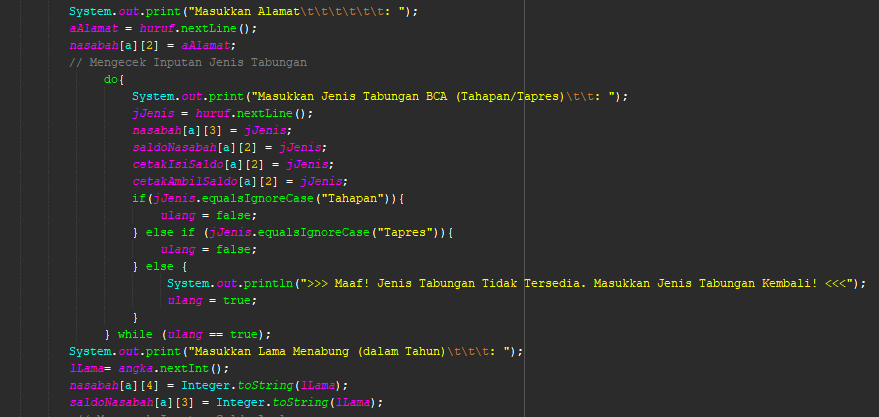 System.out.print("Masukkan Alamat\t\t\t\t\t\t: ");
aAlamat = huruf.nextLine();
nasabah[a][2] = aAlamat;
// Mengecek Inputan Jenis Tabungan
do{
System.out.print("Masukkan Jenis Tabungan BCA (Tahapan/Tapres)\t\t: ");
jJenis = huruf.nextLine();
nasabah[a][3] = jJenis;
saldoNasabah[a][2] = jJenis;
cetakIsiSaldo[a][2] = jJenis;
cetakAmbilSaldo[a][2] = jJenis;
if(jJenis.equalsIgnoreCase("Tahapan")){
ulang = false;
} else if (jJenis.equalsIgnoreCase("Tapres")){
ulang = false;
} else {
System.out.println(">>> Maaf! Jenis Tabungan Tidak Tersedia. Masukkan Jenis Tabungan Kembali! <<<");
ulang = true;
}
} while (ulang == true);
System.out.print("Masukkan Lama Menabung (dalam Tahun)\t\t\t: ");
lLama= angka.nextInt();
nasabah[a][4] = Integer.toString(lLama);
saldoNasabah[a][3] = Integer.toString(lLama);